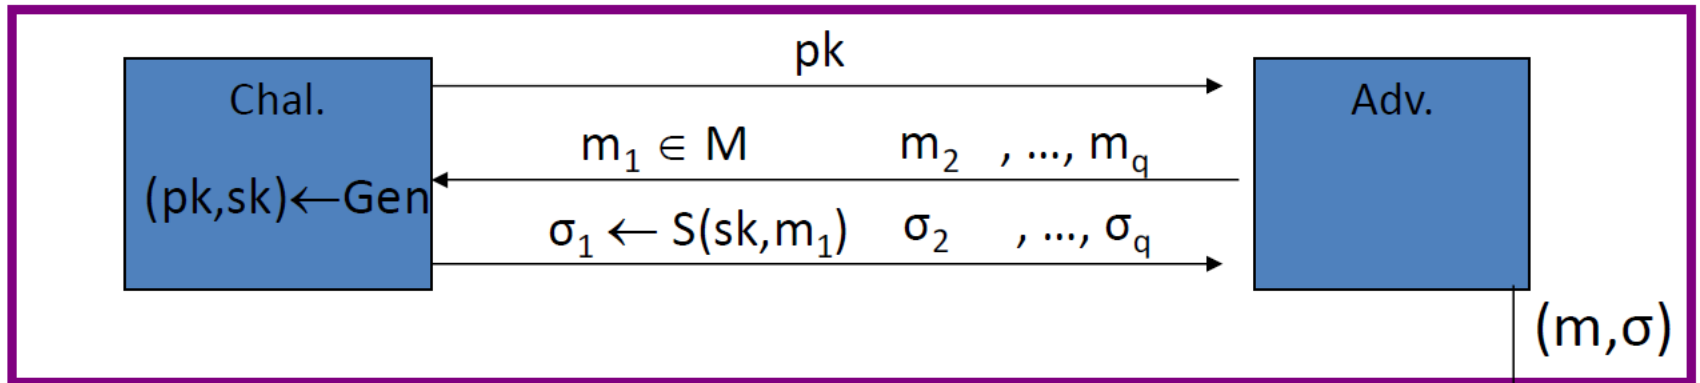 pk
Chal.
Adv.
m₁ ∈ M m₂ , ..., m_q
(pk,sk)←Gen
σ₁ ← S(sk,m₁) σ₂ , ..., σ_q
(m,σ)